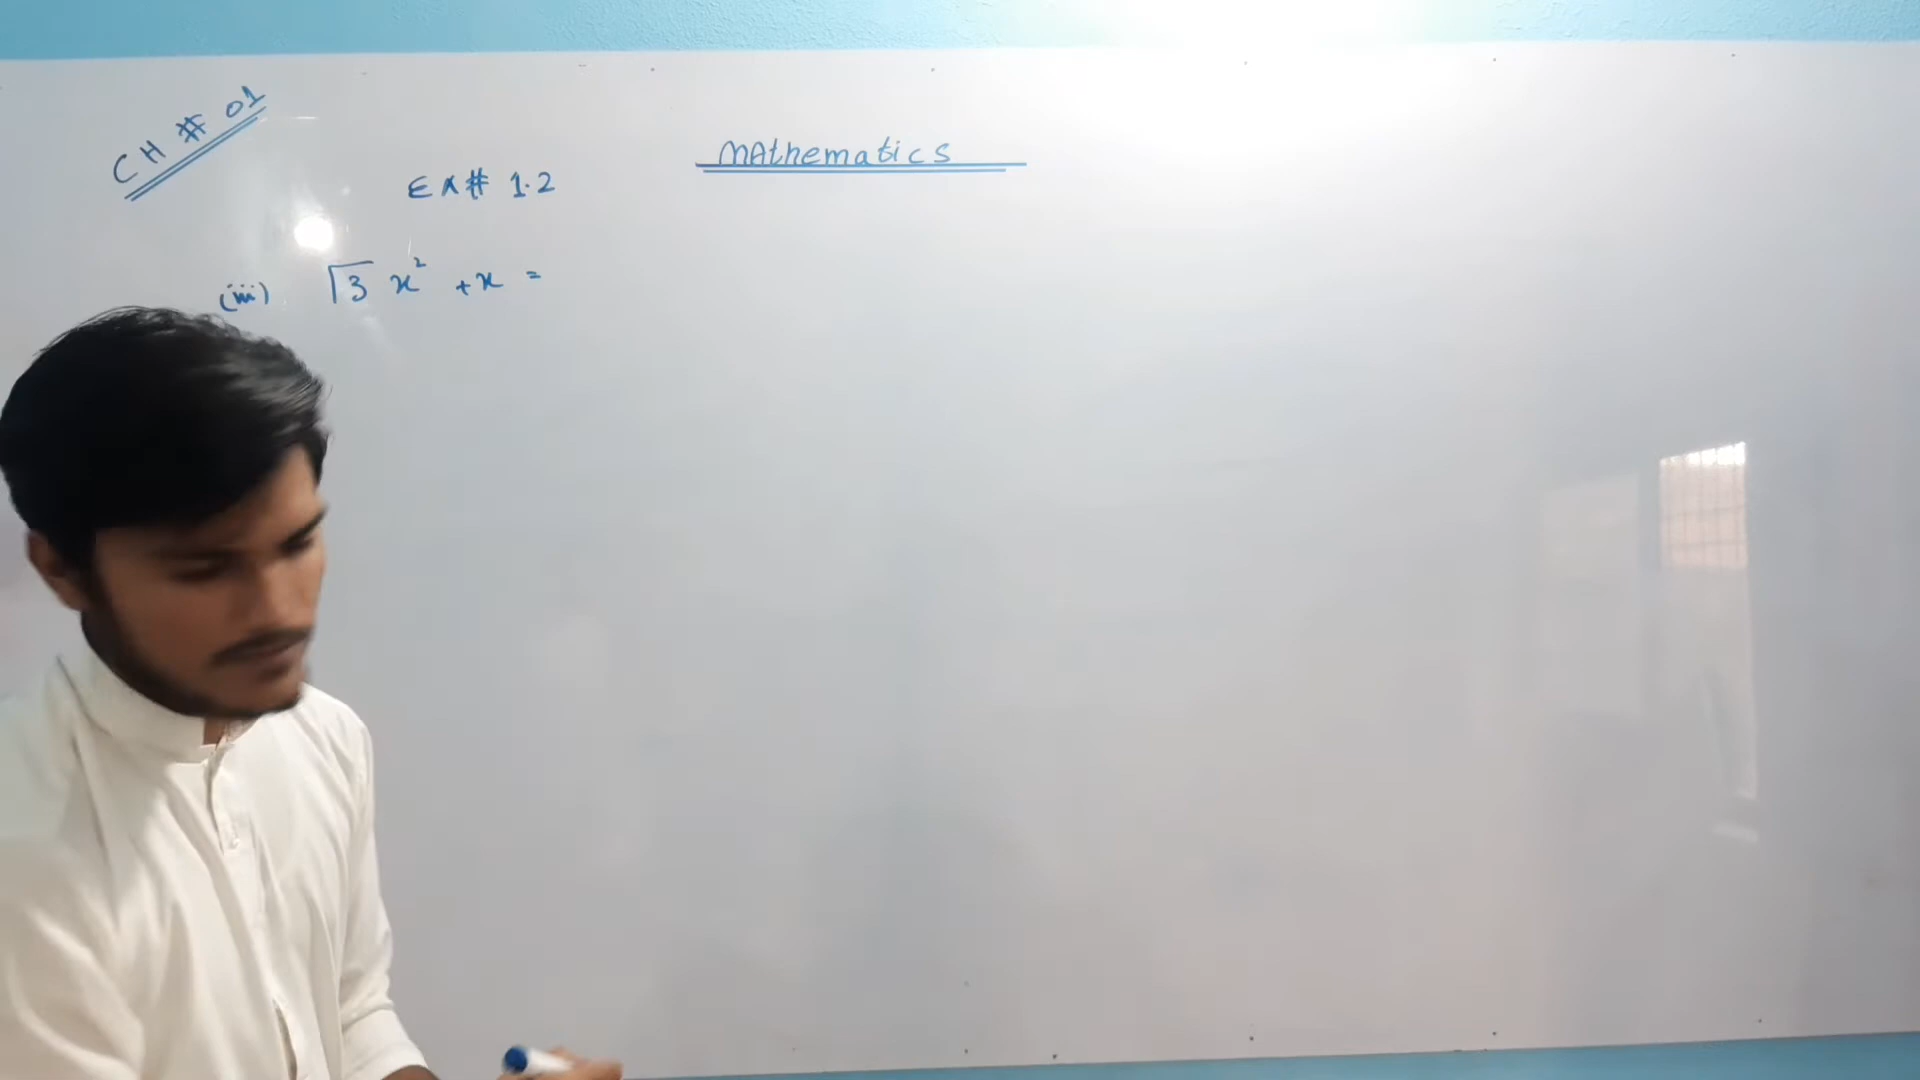 CH # 01
MAthematics
EX# 1.2
(iii) √3 x² +x =